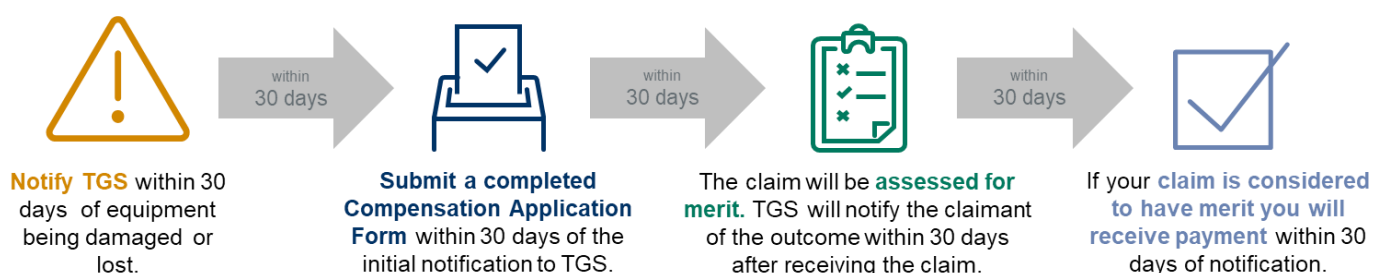 within
30 days
within
30 days
within
30 days
Notify TGS within 30
days of equipment
being damaged or
lost.
Submit a completed
Compensation Application
Form within 30 days of the
initial notification to TGS.
The claim will be assessed for
merit. TGS will notify the claimant
of the outcome within 30 days
after receiving the claim.
If your claim is considered
to have merit you will
receive payment within 30
days of notification.